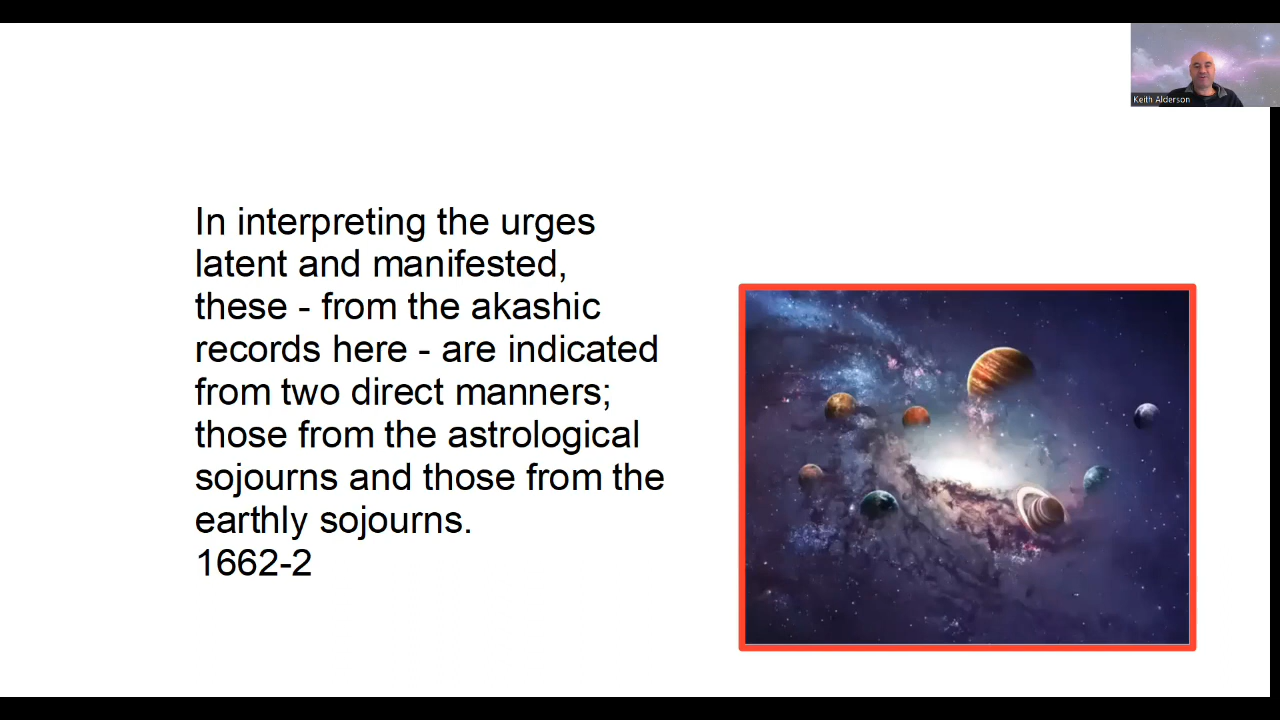 Keith Alderson
In interpreting the urges
latent and manifested,
these - from the akashic
records here - are indicated
from two direct manners;
those from the astrological
sojourns and those from the
earthly sojourns.
1662-2